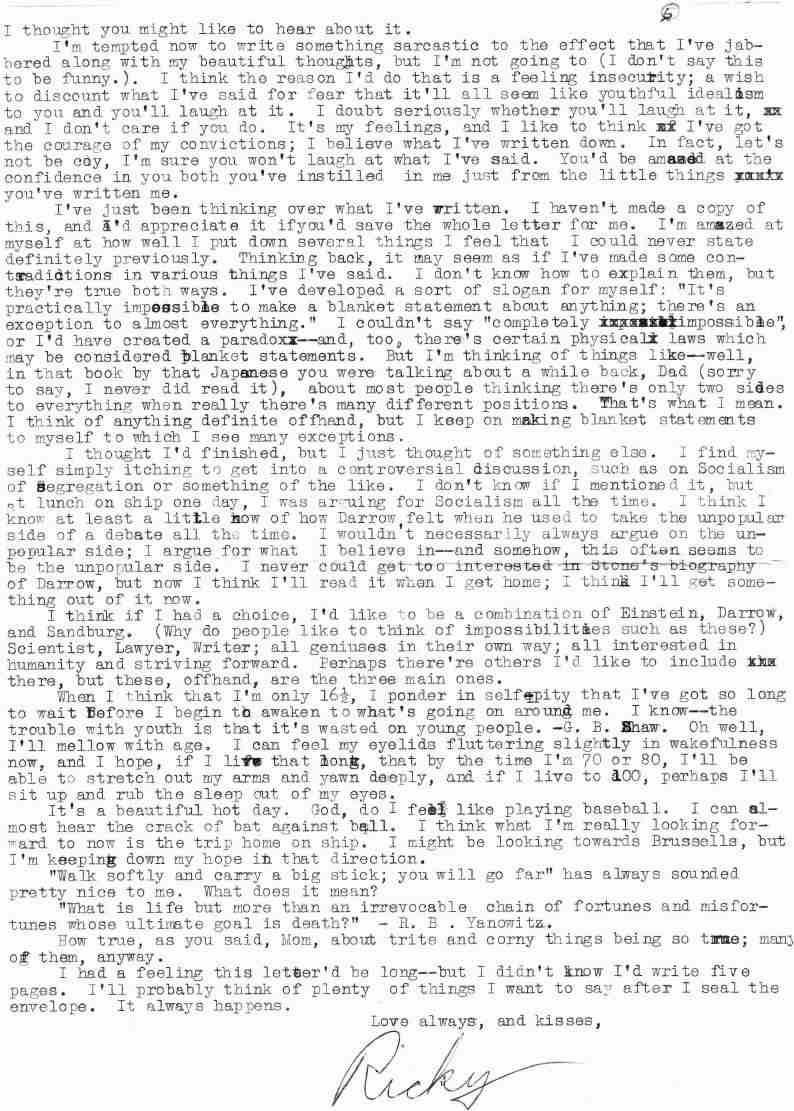 5
I thought you might like to hear about it.
I'm tempted now to write something sarcastic to the effect that I've jab-
bered along with my beautiful thoughts, but I'm not going to (I don't say this
to be funny.). I think the reason I'd do that is a feeling insecurity; a wish
to discount what I've said for fear that it'll all seem like youthful idealism
to you and you'll laugh at it. I doubt seriously whether you'll laugh at it, xx
and I don't care if you do. It's my feelings, and I like to think xx I've got
the courage of my convictions; I believe what I've written down. In fact, let's
not be coy, I'm sure you won't laugh at what I've said. You'd be amazed at the
confidence in you both you've instilled in me just from the little things
you've written me.
I've just been thinking over what I've written. I haven't made a copy of
this, and I'd appreciate it ifyou'd save the whole letter for me. I'm amazed at
myself at how well I put down several things I feel that I could never state
definitely previously. Thinking back, it may seem as if I've made some con-
tradictions in various things I've said. I don't know how to explain them, but
they're true both ways. I've developed a sort of slogan for myself: "It's
practically impossible to make a blanket statement about anything; there's an
exception to almost everything." I couldn't say "completely impossible",
or I'd have created a paradox--and, too, there's certain physical laws which
may be considered blanket statements. But I'm thinking of things like--well,
in that book by that Japanese you were talking about a while back, Dad (sorry
to say, I never did read it), about most people thinking there's only two sides
to everything when really there's many different positions. That's what I mean.
I think of anything definite offhand, but I keep on making blanket statements
to myself to which I see many exceptions.
I thought I'd finished, but I just thought of something else. I find my-
self simply itching to get into a controversial discussion, such as on Socialism
of Segregation or something of the like. I don't know if I mentioned it, but
at lunch on ship one day, I was arguing for Socialism all the time. I think I
know at least a little how of how Darrow felt when he used to take the unpopular
side of a debate all the time. I wouldn't necessarily always argue on the un-
popular side; I argue for what I believe in--and somehow, this often seems to
be the unpopular side. I never could get too interested in Stone's biography
of Darrow, but now I think I'll read it when I get home; I think I'll get some-
thing out of it now.
I think if I had a choice, I'd like to be a combination of Einstein, Darrow,
and Sandburg. (Why do people like to think of impossibilities such as these?)
Scientist, Lawyer, Writer; all geniuses in their own way; all interested in
humanity and striving forward. Perhaps there're others I'd like to include xxx
there, but these, offhand, are the three main ones.
When I think that I'm only 16½, I ponder in self-pity that I've got so long
to wait before I begin to awaken to what's going on around me. I know--the
trouble with youth is that it's wasted on young people. -G. B. Shaw. Oh well,
I'll mellow with age. I can feel my eyelids fluttering slightly in wakefulness
now, and I hope, if I live that long, that by the time I'm 70 or 80, I'll be
able to stretch out my arms and yawn deeply, and if I live to 100, perhaps I'll
sit up and rub the sleep out of my eyes.
It's a beautiful hot day. God, do I feel like playing baseball. I can al-
most hear the crack of bat against ball. I think what I'm really looking for-
ward to now is the trip home on ship. I might be looking towards Brussells, but
I'm keeping down my hope in that direction.
"Walk softly and carry a big stick; you will go far" has always sounded
pretty nice to me. What does it mean?
"What is life but more than an irrevocable chain of fortunes and misfor-
tunes whose ultimate goal is death?" - R. B . Yanowitz.
How true, as you said, Mom, about trite and corny things being so true; many
of them, anyway.
I had a feeling this letter'd be long--but I didn't know I'd write five
pages. I'll probably think of plenty of things I want to say after I seal the
envelope. It always happens.
Love always, and kisses,
Ricky